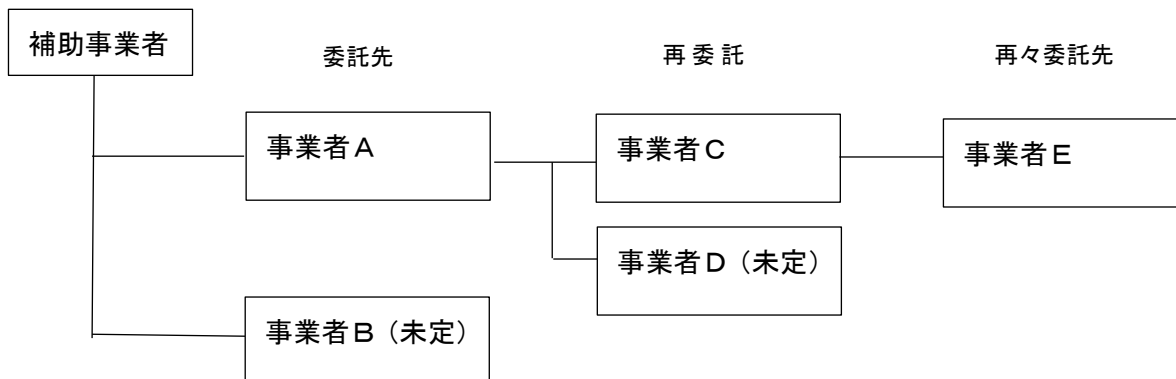 補助事業者
委託先
再委託
再々委託先
事業者A
事業者C
事業者E
事業者D（未定）
事業者B（未定）